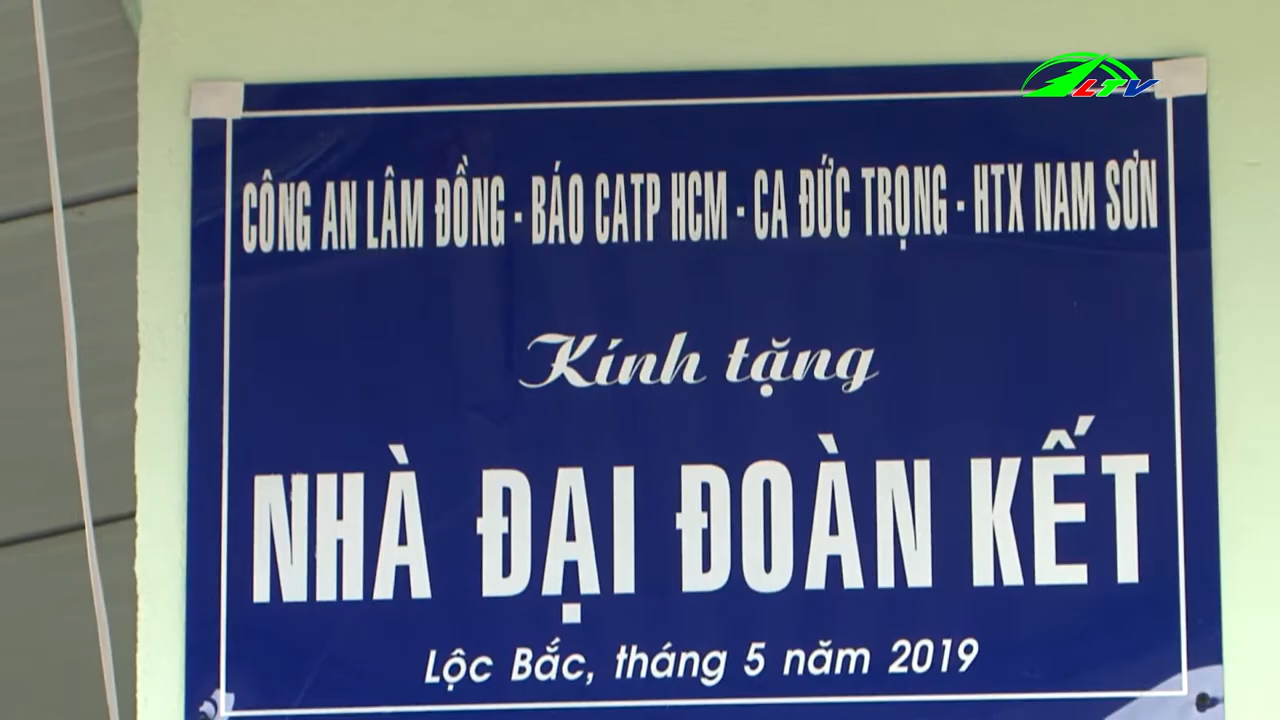 LTV
CÔNG AN LÂM ĐỒNG - BÁO CATP HCM - CA ĐỨC TRỌNG - HTX NAM SƠN
Kính tặng
NHÀ ĐẠI ĐOÀN KẾT
Lộc Bắc, tháng 5 năm 2019